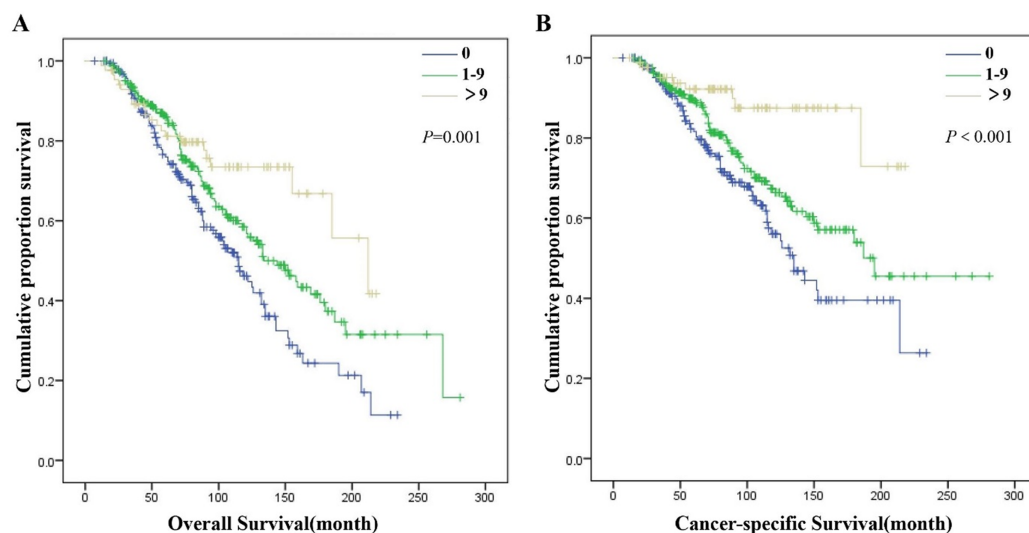 A
0
1-9
>9
P=0.001
1.0
0.8
0.6
0.4
0.2
0.0
0 50 100 150 200 250 300
Cumulative proportion survival
Overall Survival(month)
B
0
1-9
>9
P < 0.001
1.0
0.8
0.6
0.4
0.2
0.0
0 50 100 150 200 250 300
Cumulative proportion survival
Cancer-specific Survival(month)